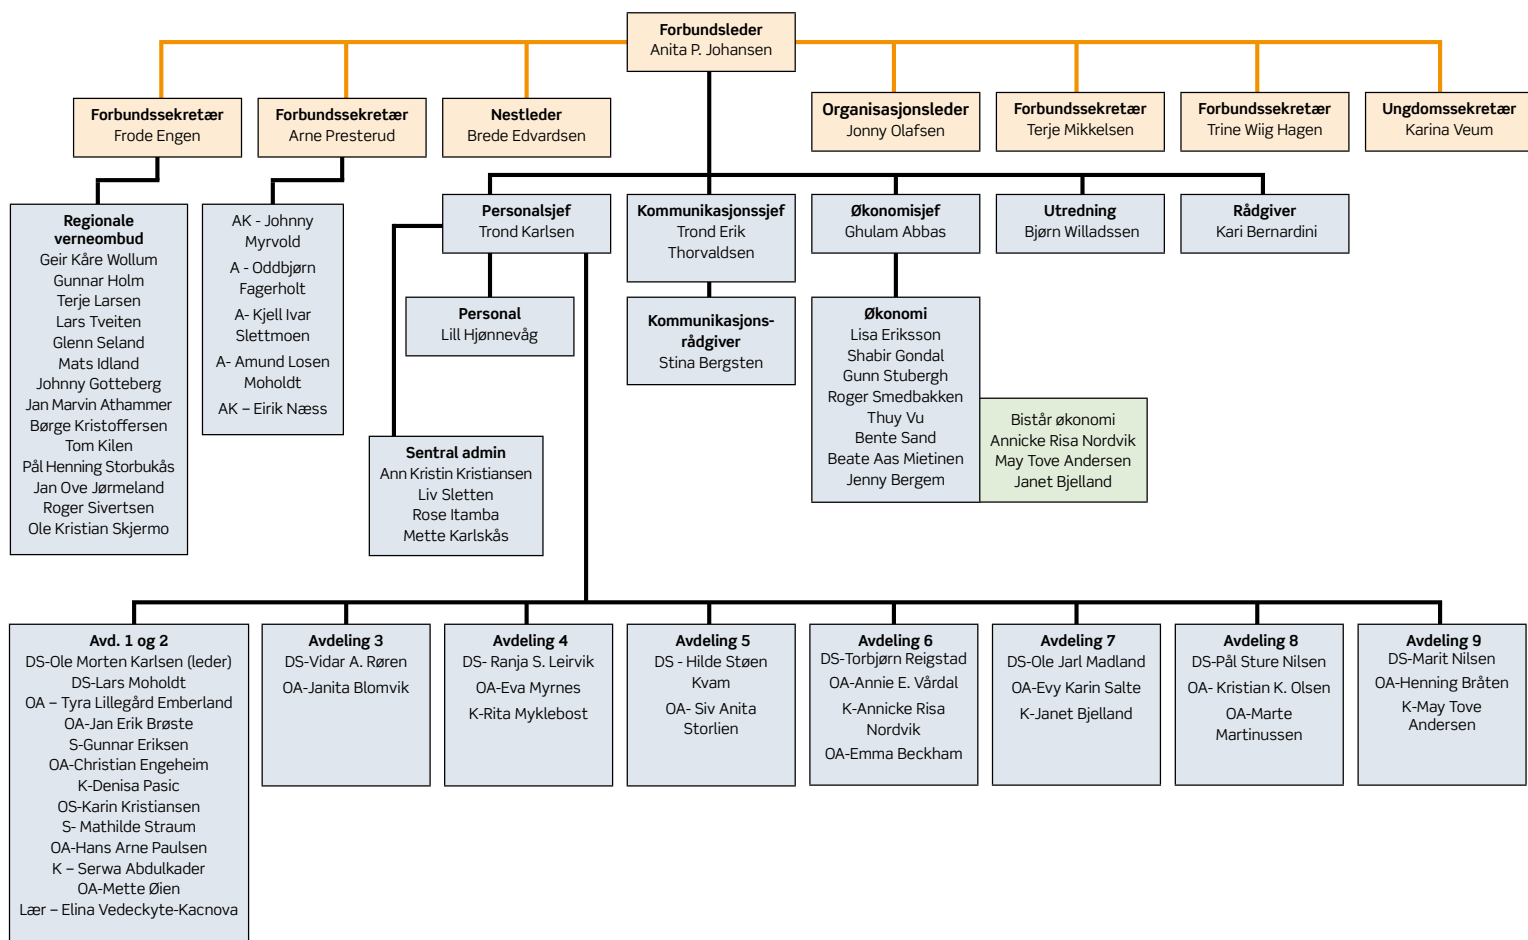 Forbundsleder
Anita P. Johansen
Forbundssekretær
Frode Engen
Forbundssekretær
Arne Presterud
Nestleder
Brede Edvardsen
Organisasjonsleder
Jonny Olafsen
Forbundssekretær
Terje Mikkelsen
Forbundssekretær
Trine Wiig Hagen
Ungdomssekretær
Karina Veum
Regionale
verneombud
Geir Kåre Wollum
Gunnar Holm
Terje Larsen
Lars Tveiten
Glenn Seland
Mats Idland
Johnny Gotteberg
Jan Marvin Athammer
Børge Kristoffersen
Tom Kilen
Pål Henning Storbukås
Jan Ove Jørmeland
Roger Sivertsen
Ole Kristian Skjermo
AK - Johnny
Myrvold
A - Oddbjørn
Fagerholt
A- Kjell Ivar
Slettmoen
A- Amund Losen
Moholdt
AK – Eirik Næss
Personalsjef
Trond Karlsen
Kommunikasjonssjef
Trond Erik
Thorvaldsen
Økonomisjef
Ghulam Abbas
Utredning
Bjørn Willadssen
Rådgiver
Kari Bernardini
Personal
Lill Hjønnevåg
Kommunikasjons-
rådgiver
Stina Bergsten
Økonomi
Lisa Eriksson
Shabir Gondal
Gunn Stubergh
Roger Smedbakken
Thuy Vu
Bente Sand
Beate Aas Mietinen
Jenny Bergem
Bistår økonomi
Annicke Risa Nordvik
May Tove Andersen
Janet Bjelland
Sentral admin
Ann Kristin Kristiansen
Liv Sletten
Rose Itamba
Mette Karlskås
Avd. 1 og 2
DS-Ole Morten Karlsen (leder)
DS-Lars Moholdt
OA – Tyra Lillegård Emberland
OA-Jan Erik Brøste
S-Gunnar Eriksen
OA-Christian Engeheim
K-Denisa Pasic
OS-Karin Kristiansen
S- Mathilde Straum
OA-Hans Arne Paulsen
K – Serwa Abdulkader
OA-Mette Øien
Lær – Elina Vedeckyte-Kacnova
Avdeling 3
DS-Vidar A. Røren
OA-Janita Blomvik
Avdeling 4
DS- Ranja S. Leirvik
OA-Eva Myrnes
K-Rita Myklebost
Avdeling 5
DS - Hilde Støen
Kvam
OA- Siv Anita
Storlien
Avdeling 6
DS-Torbjørn Reigstad
OA-Annie E. Vårdal
K-Annicke Risa
Nordvik
OA-Emma Beckham
Avdeling 7
DS-Ole Jarl Madland
OA-Evy Karin Salte
K-Janet Bjelland
Avdeling 8
DS-Pål Sture Nilsen
OA- Kristian K. Olsen
OA-Marte
Martinussen
Avdeling 9
DS-Marit Nilsen
OA-Henning Bråten
K-May Tove
Andersen